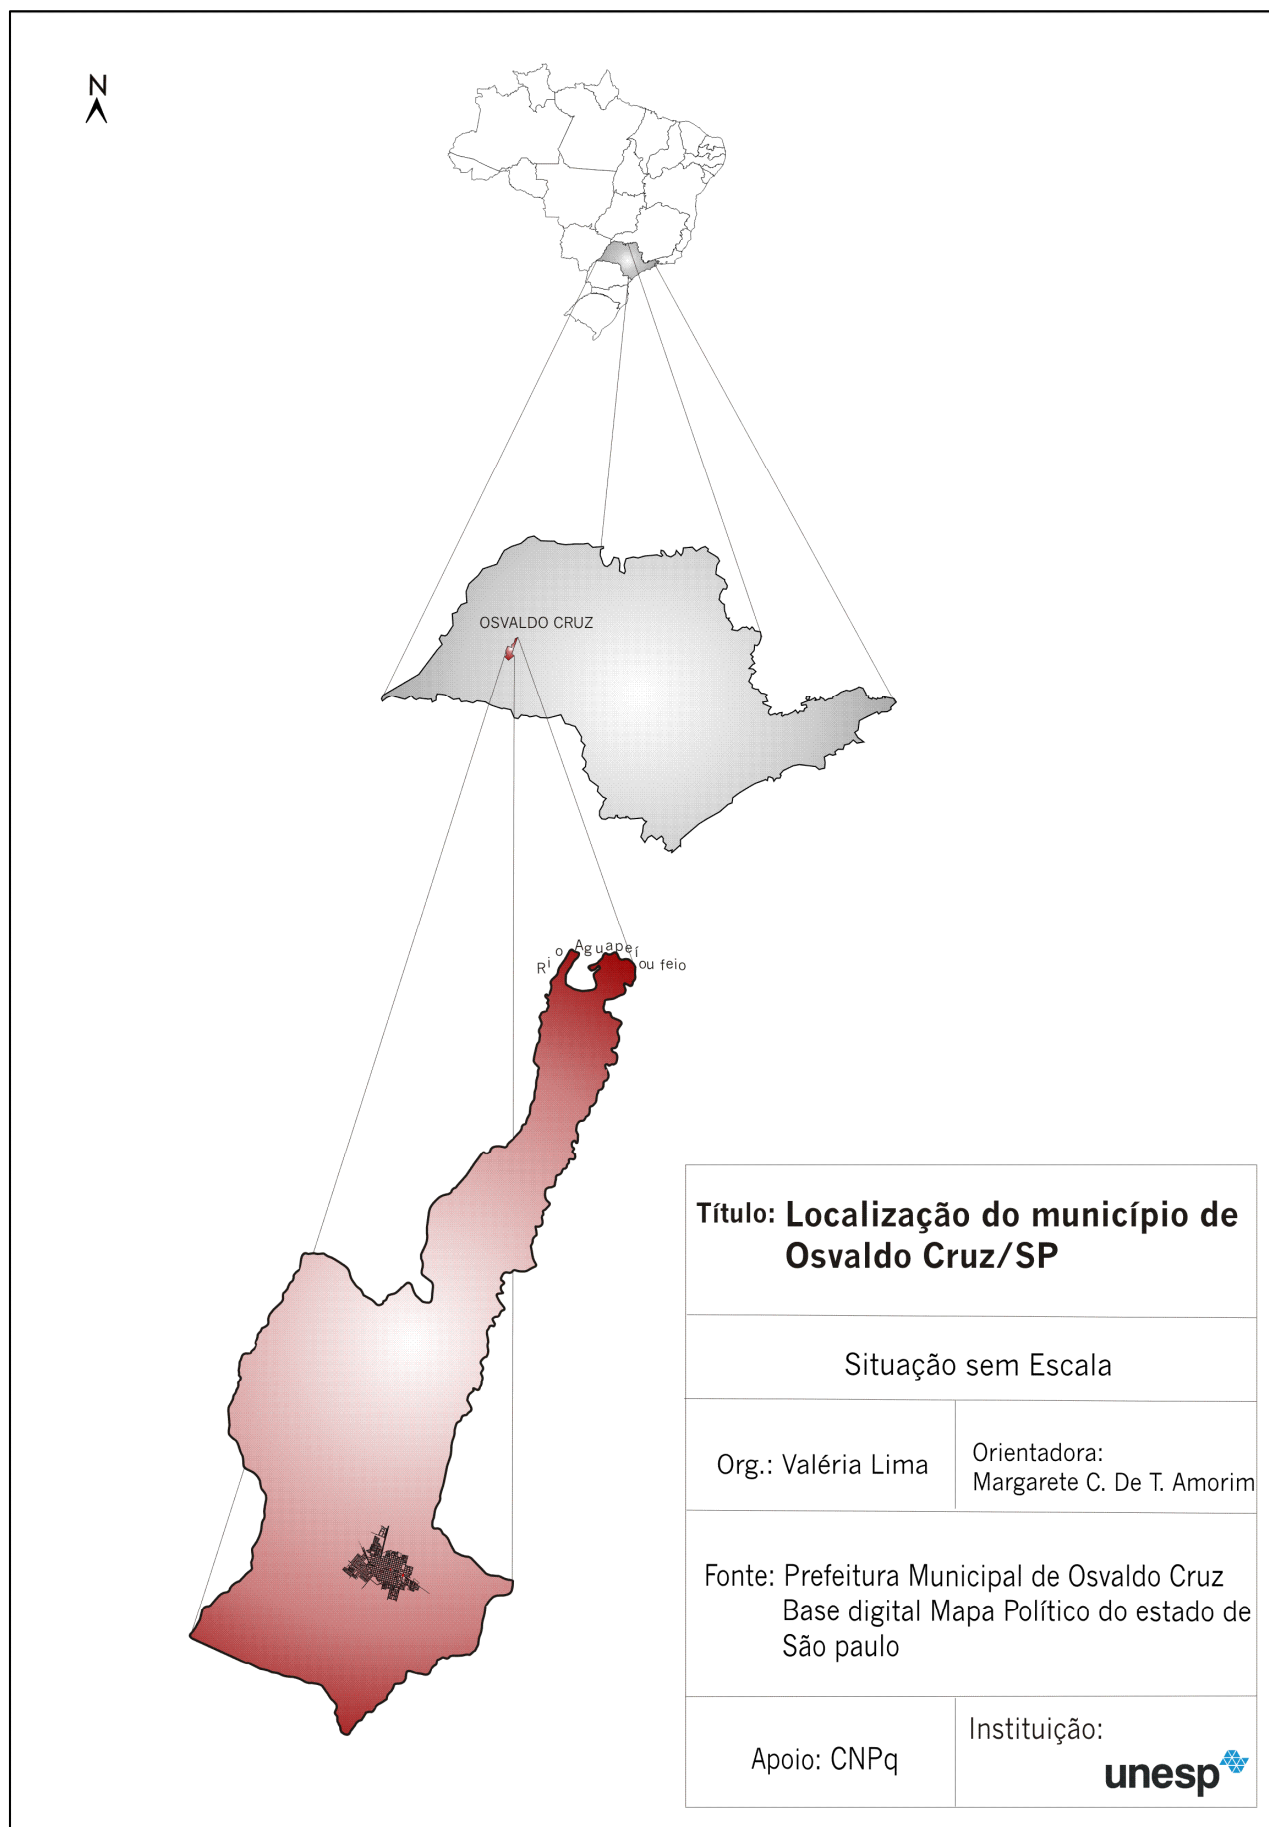 N
OSVALDO CRUZ
Rio Aguapeí ou feio
Título: Localização do município de
Osvaldo Cruz/SP
Situação sem Escala
Org.: Valéria Lima
Orientadora:
Margarete C. De T. Amorim
Fonte: Prefeitura Municipal de Osvaldo Cruz
Base digital Mapa Político do estado de
São paulo
Apoio: CNPq
Instituição:
unesp